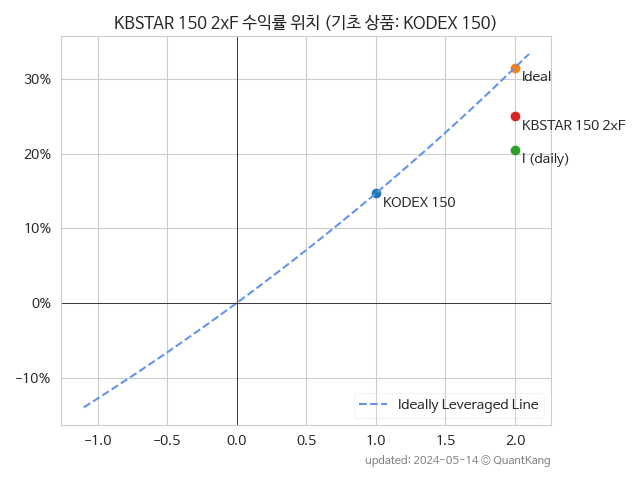 KBSTAR 150 2xF 수익률 위치 (기초 상품: KODEX 150)
30%
20%
10%
0%
−10%
Ideal
KBSTAR 150 2xF
I (daily)
KODEX 150
Ideally Leveraged Line
−1.0 −0.5 0.0 0.5 1.0 1.5 2.0
updated: 2024-05-14 © QuantKang